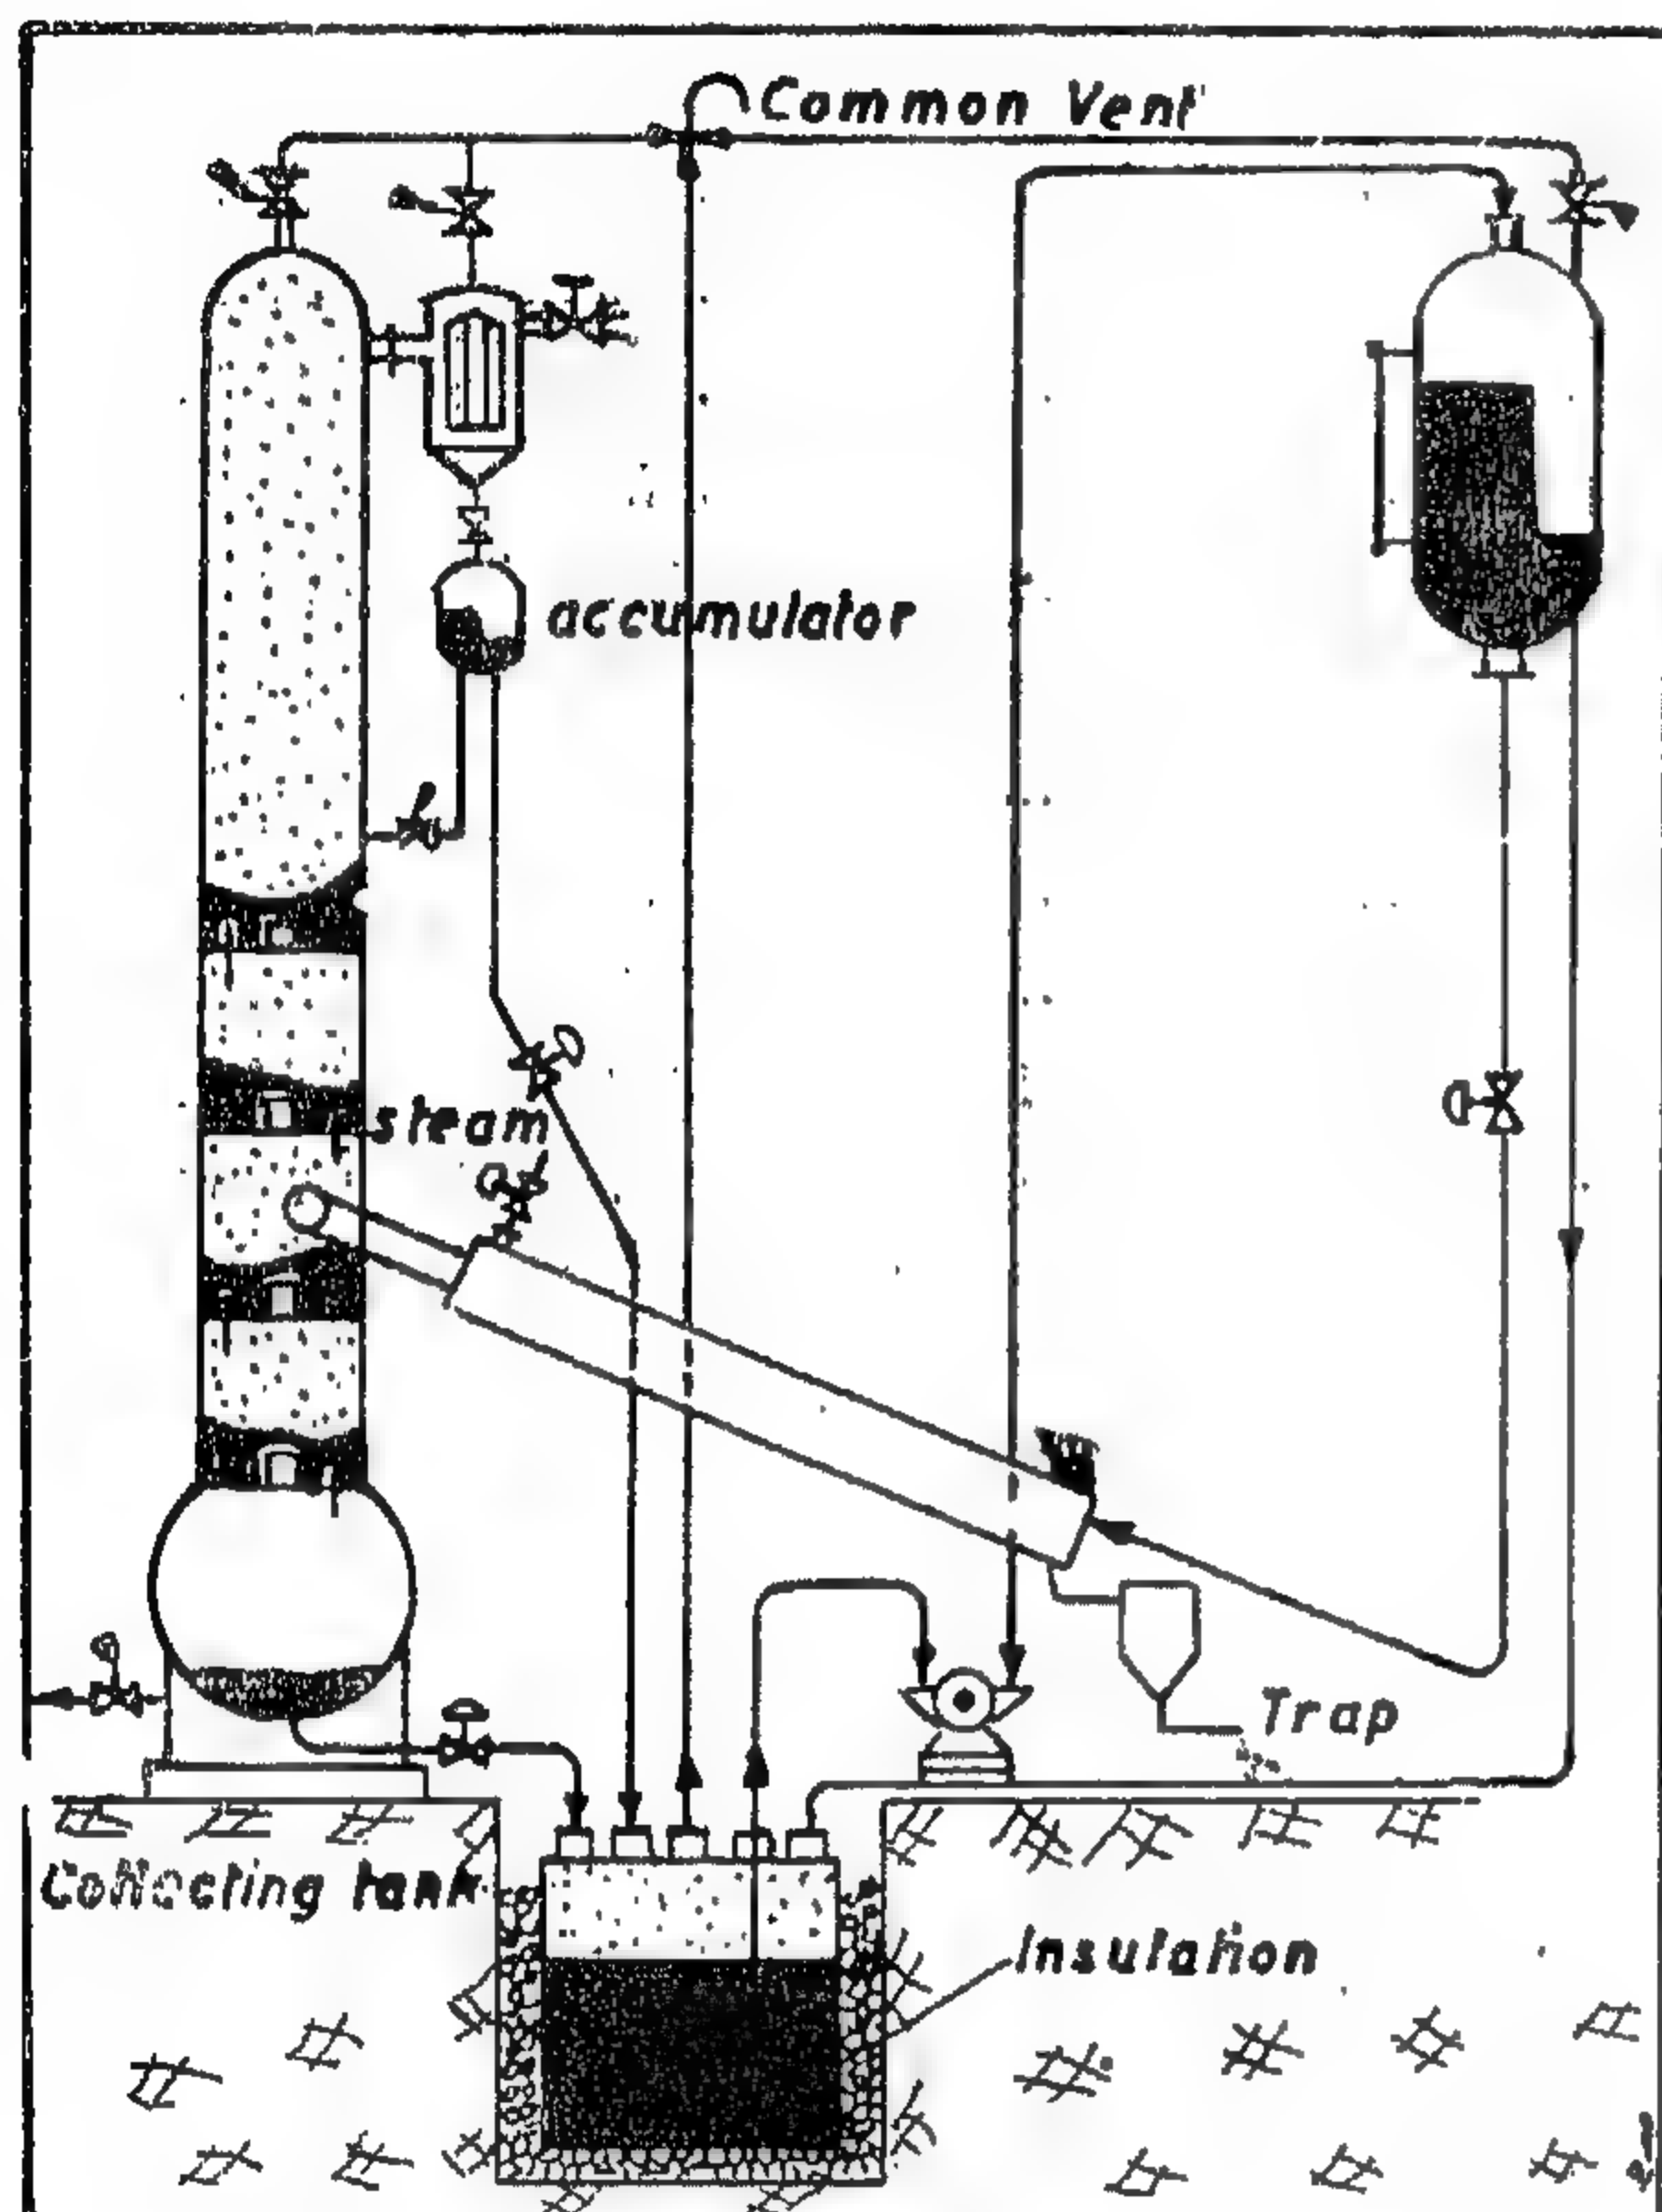 Common Vent
accumulator
steam
Trap
Collecting tank
Insulation